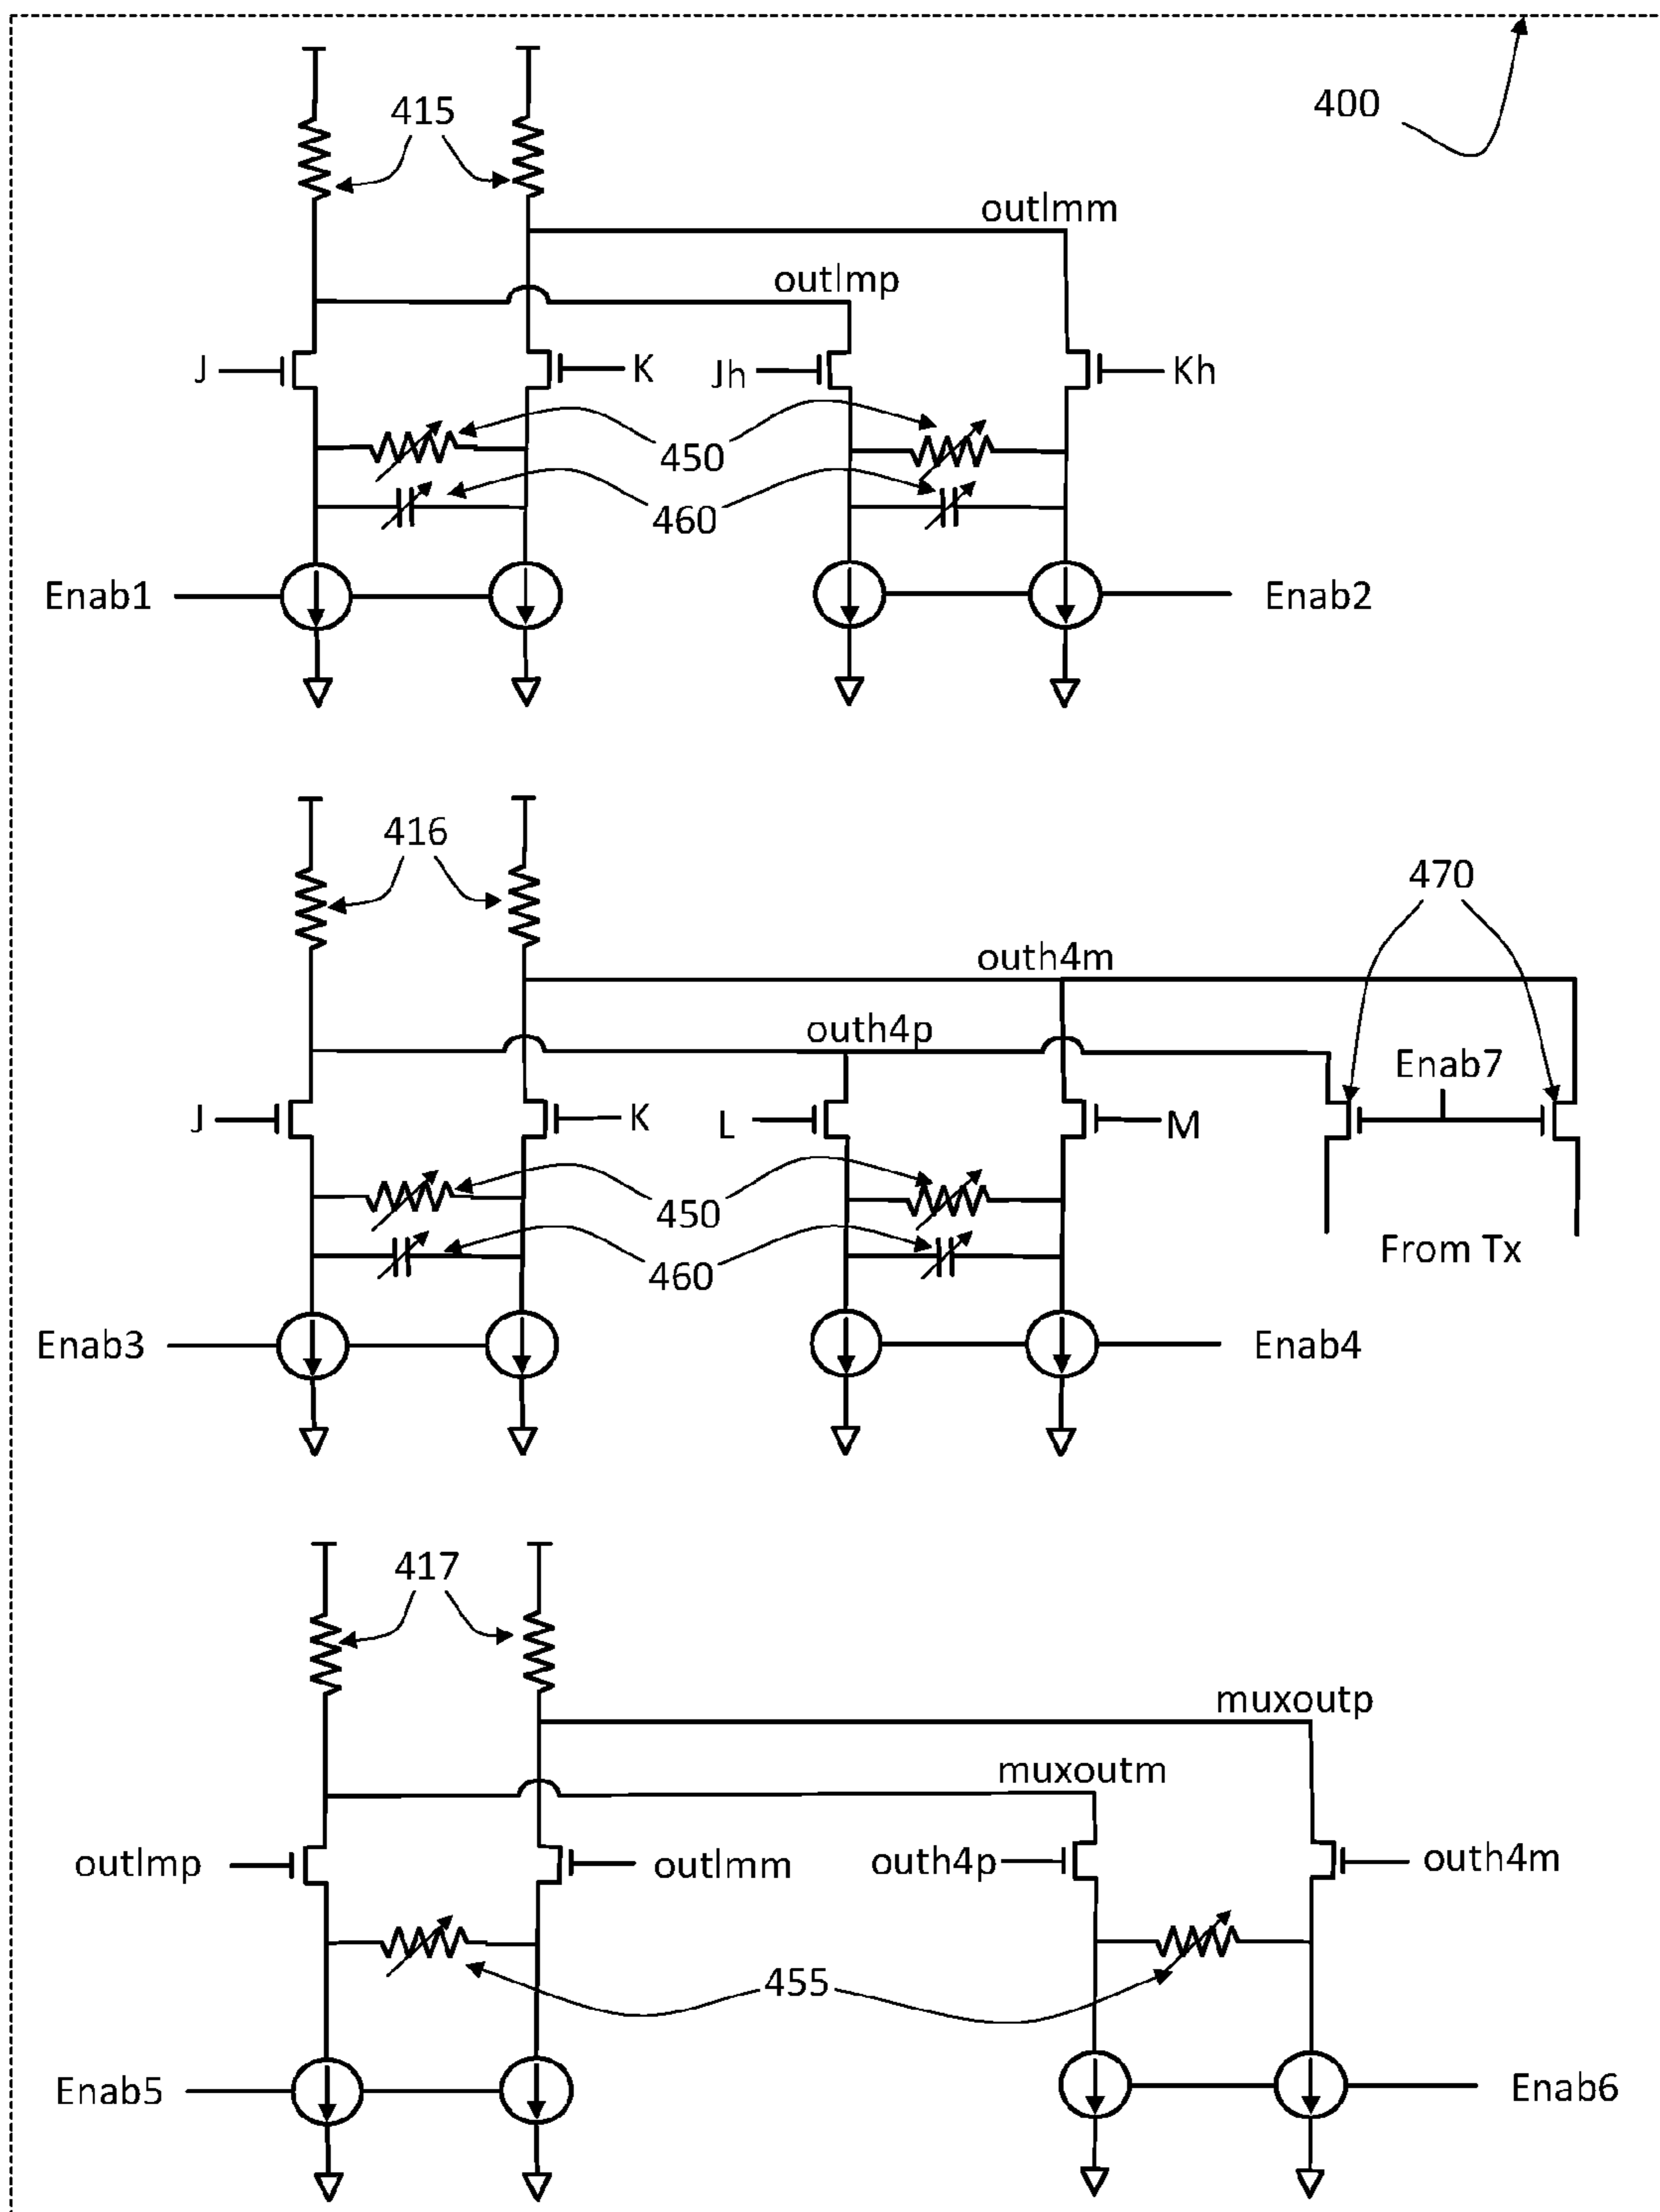 400
415
outlmm
outlmp
J
K
Jh
Kh
450
460
Enab1
Enab2
416
470
outh4m
outh4p
Enab7
J
K
L
M
450
460
From Tx
Enab3
Enab4
417
muxoutp
muxoutm
outlmp
outlmm
outh4p
outh4m
455
Enab5
Enab6